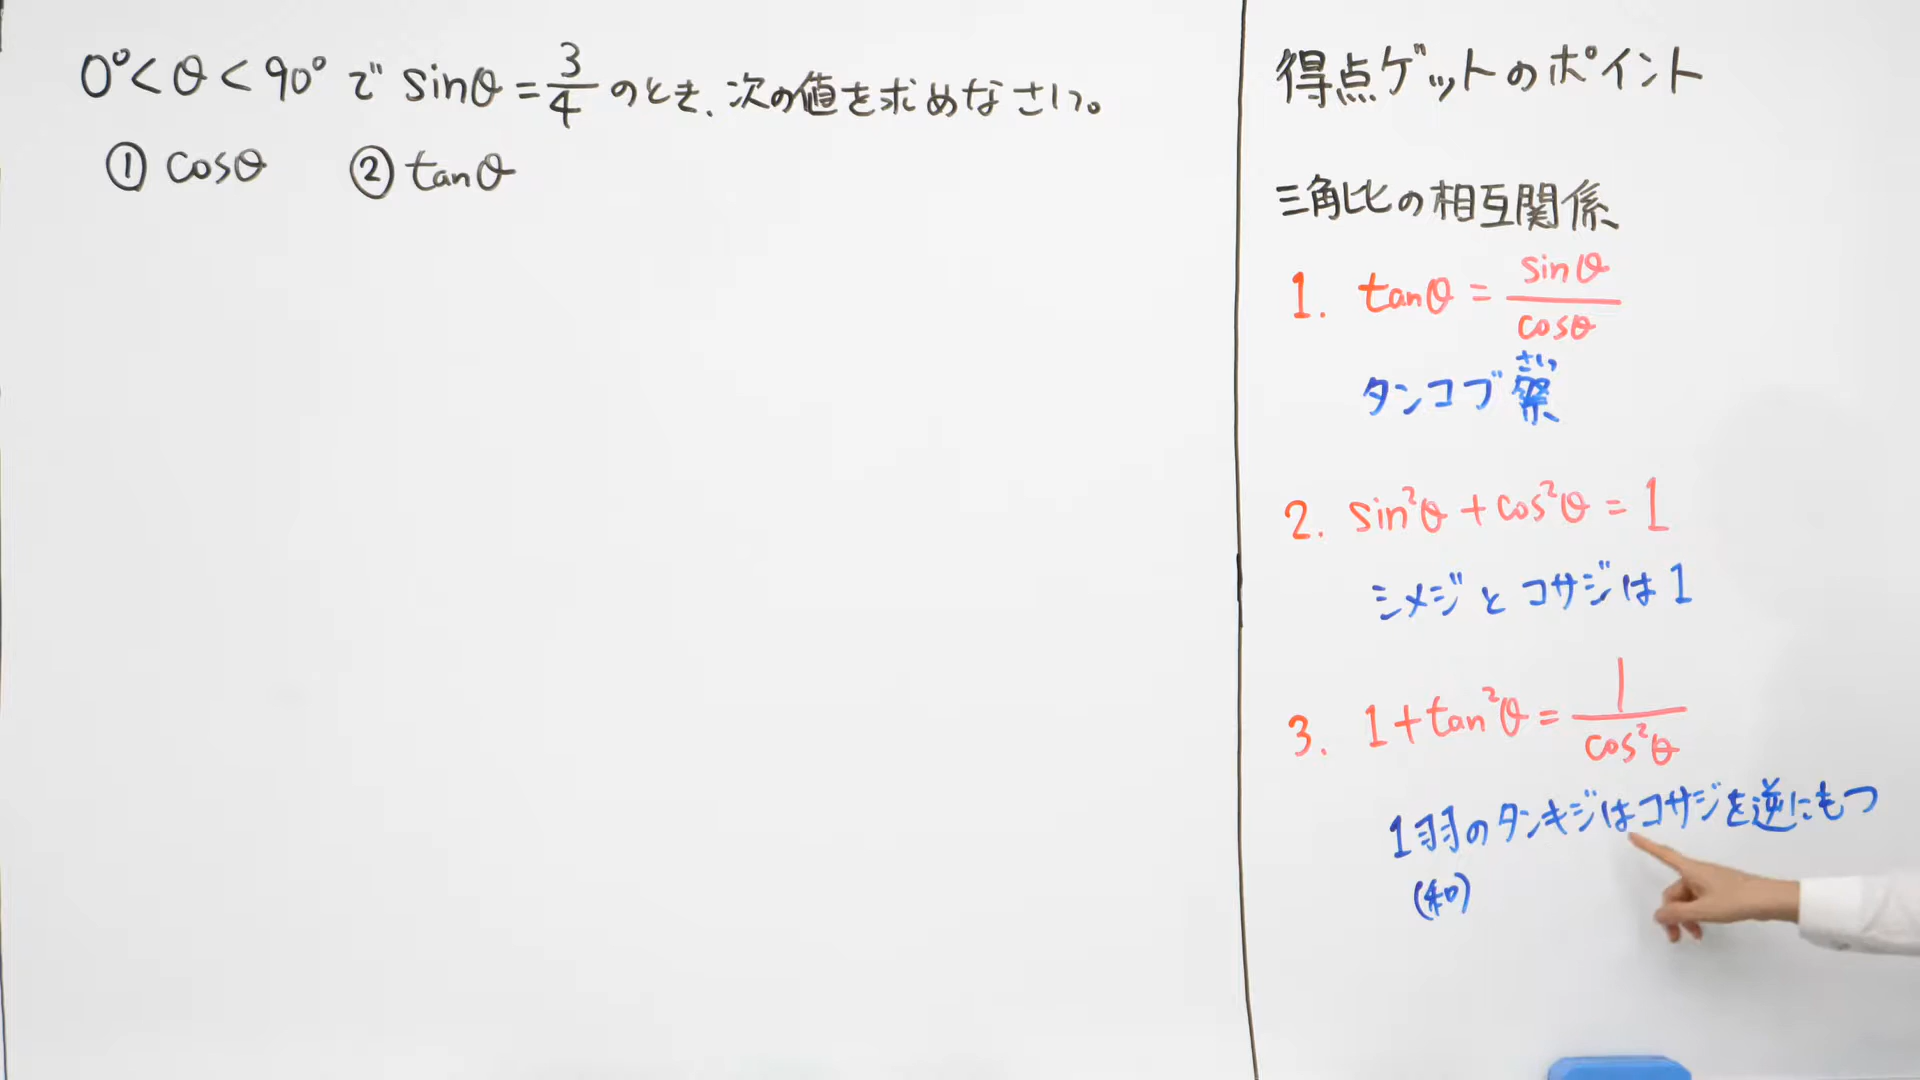 0°<θ<90°で sinθ=3/4のとき、次の値を求めなさい。
① cosθ ② tanθ
得点ゲットのポイント
三角比の相互関係
1. tanθ = sinθ/cosθ
さい
タンコブ祭
2. sin²θ + cos²θ = 1
シメジとコサジは1
3. 1+tan²θ = 1/cos²θ
1羽のタンキジはコサジを逆にもつ
(和)